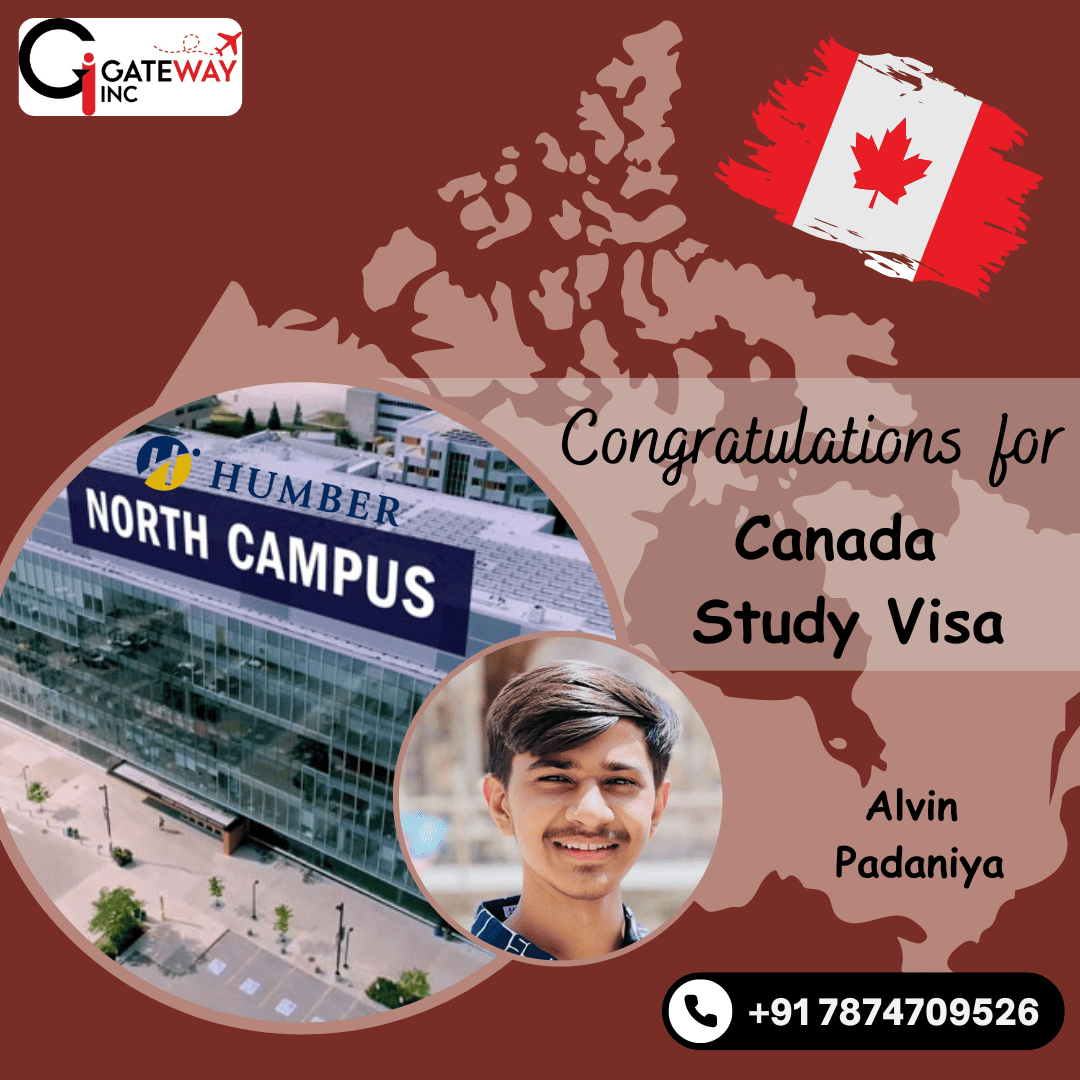 GATEWAY
INC
Congratulations for
Canada
Study Visa
HUMBER
NORTH CAMPUS
Alvin
Padaniya
+91 7874709526